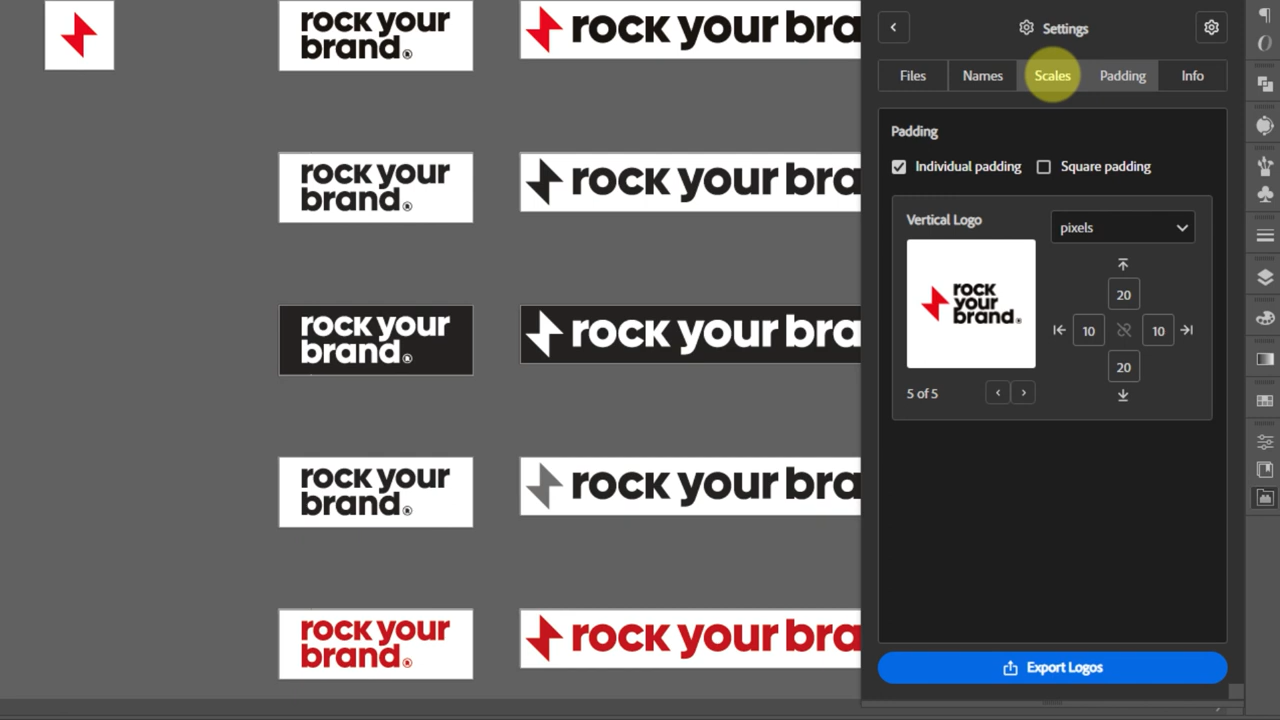 rock your
brand®
rock your bra
Settings
Files
Names
Scales
Padding
Info
Padding
Individual padding
Square padding
Vertical Logo
pixels
rock
your
brand®
20
10
10
20
5 of 5
Export Logos
rock your
brand®
rock your bra
rock your
brand®
rock your bra
rock your
brand®
rock your bra
rock your
brand®
rock your bra